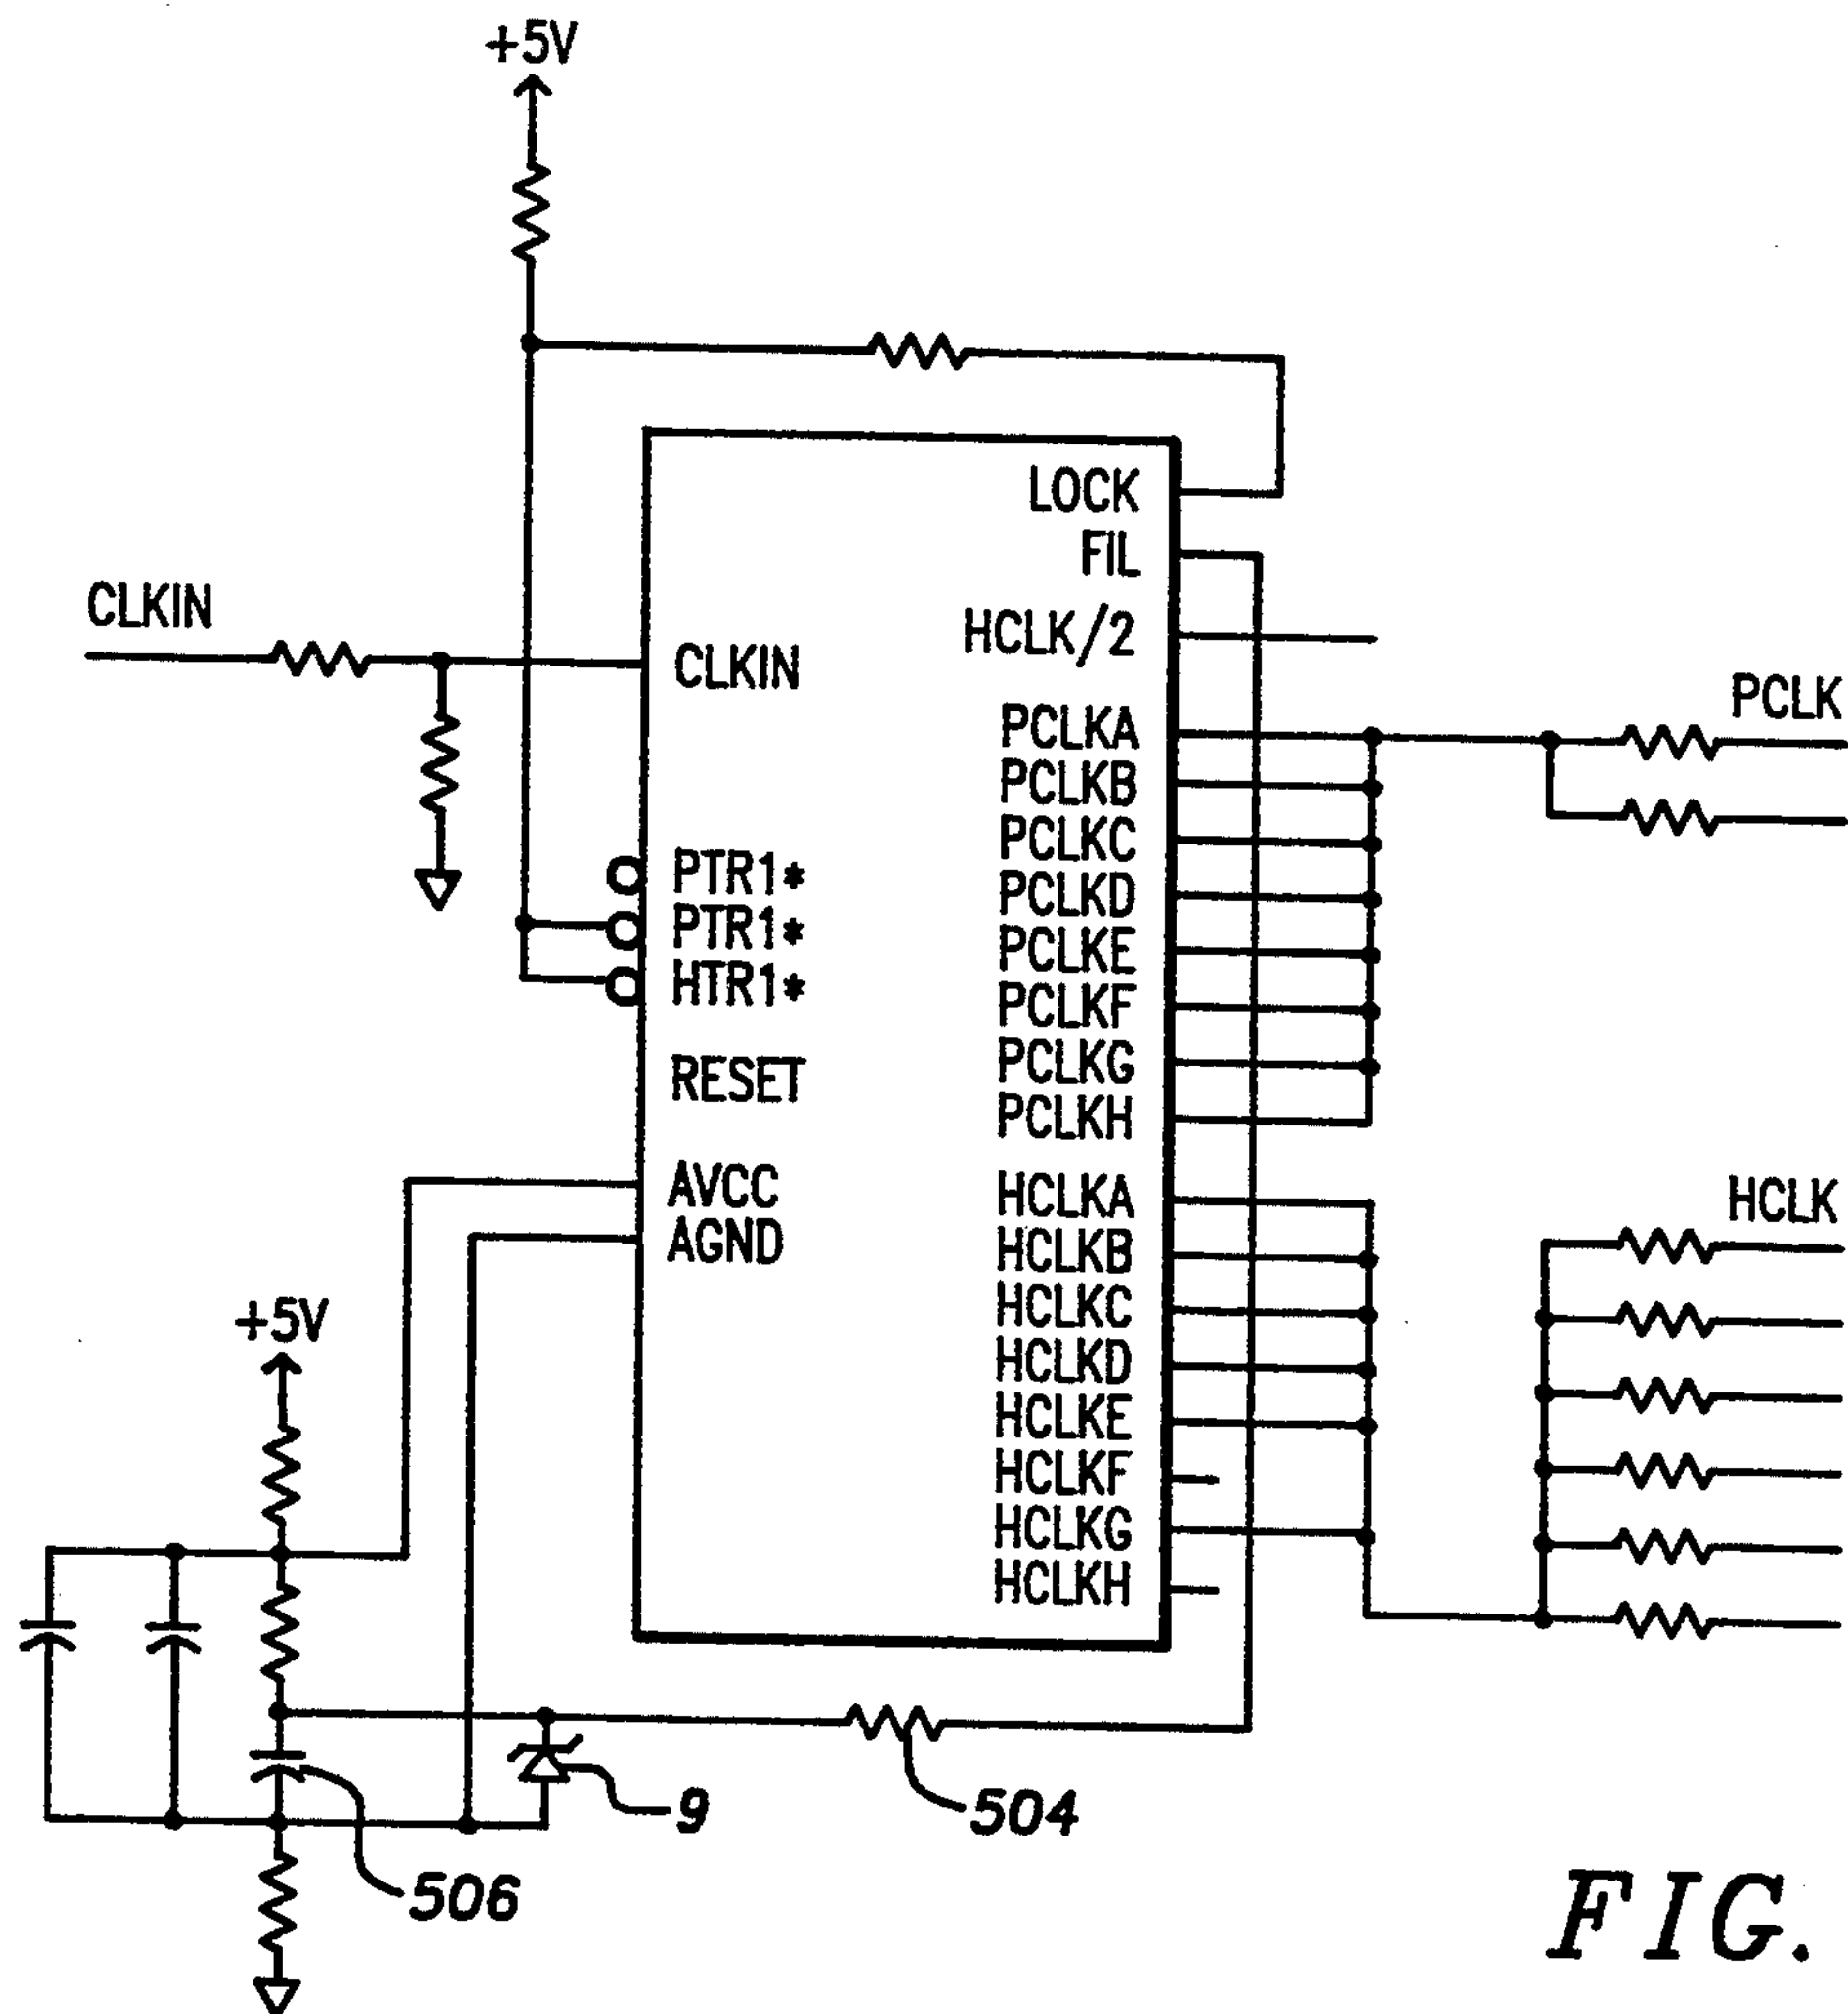 +5V
CLKIN
PCLK
HCLK
+5V
CLKIN
PTR1*
PTR1*
HTR1*
RESET
AVCC
AGND
LOCK
FIL
HCLK/2
PCLKA
PCLKB
PCLKC
PCLKD
PCLKE
PCLKF
PCLKG
PCLKH
HCLKA
HCLKB
HCLKC
HCLKD
HCLKE
HCLKF
HCLKG
HCLKH
9
504
506
FIG.